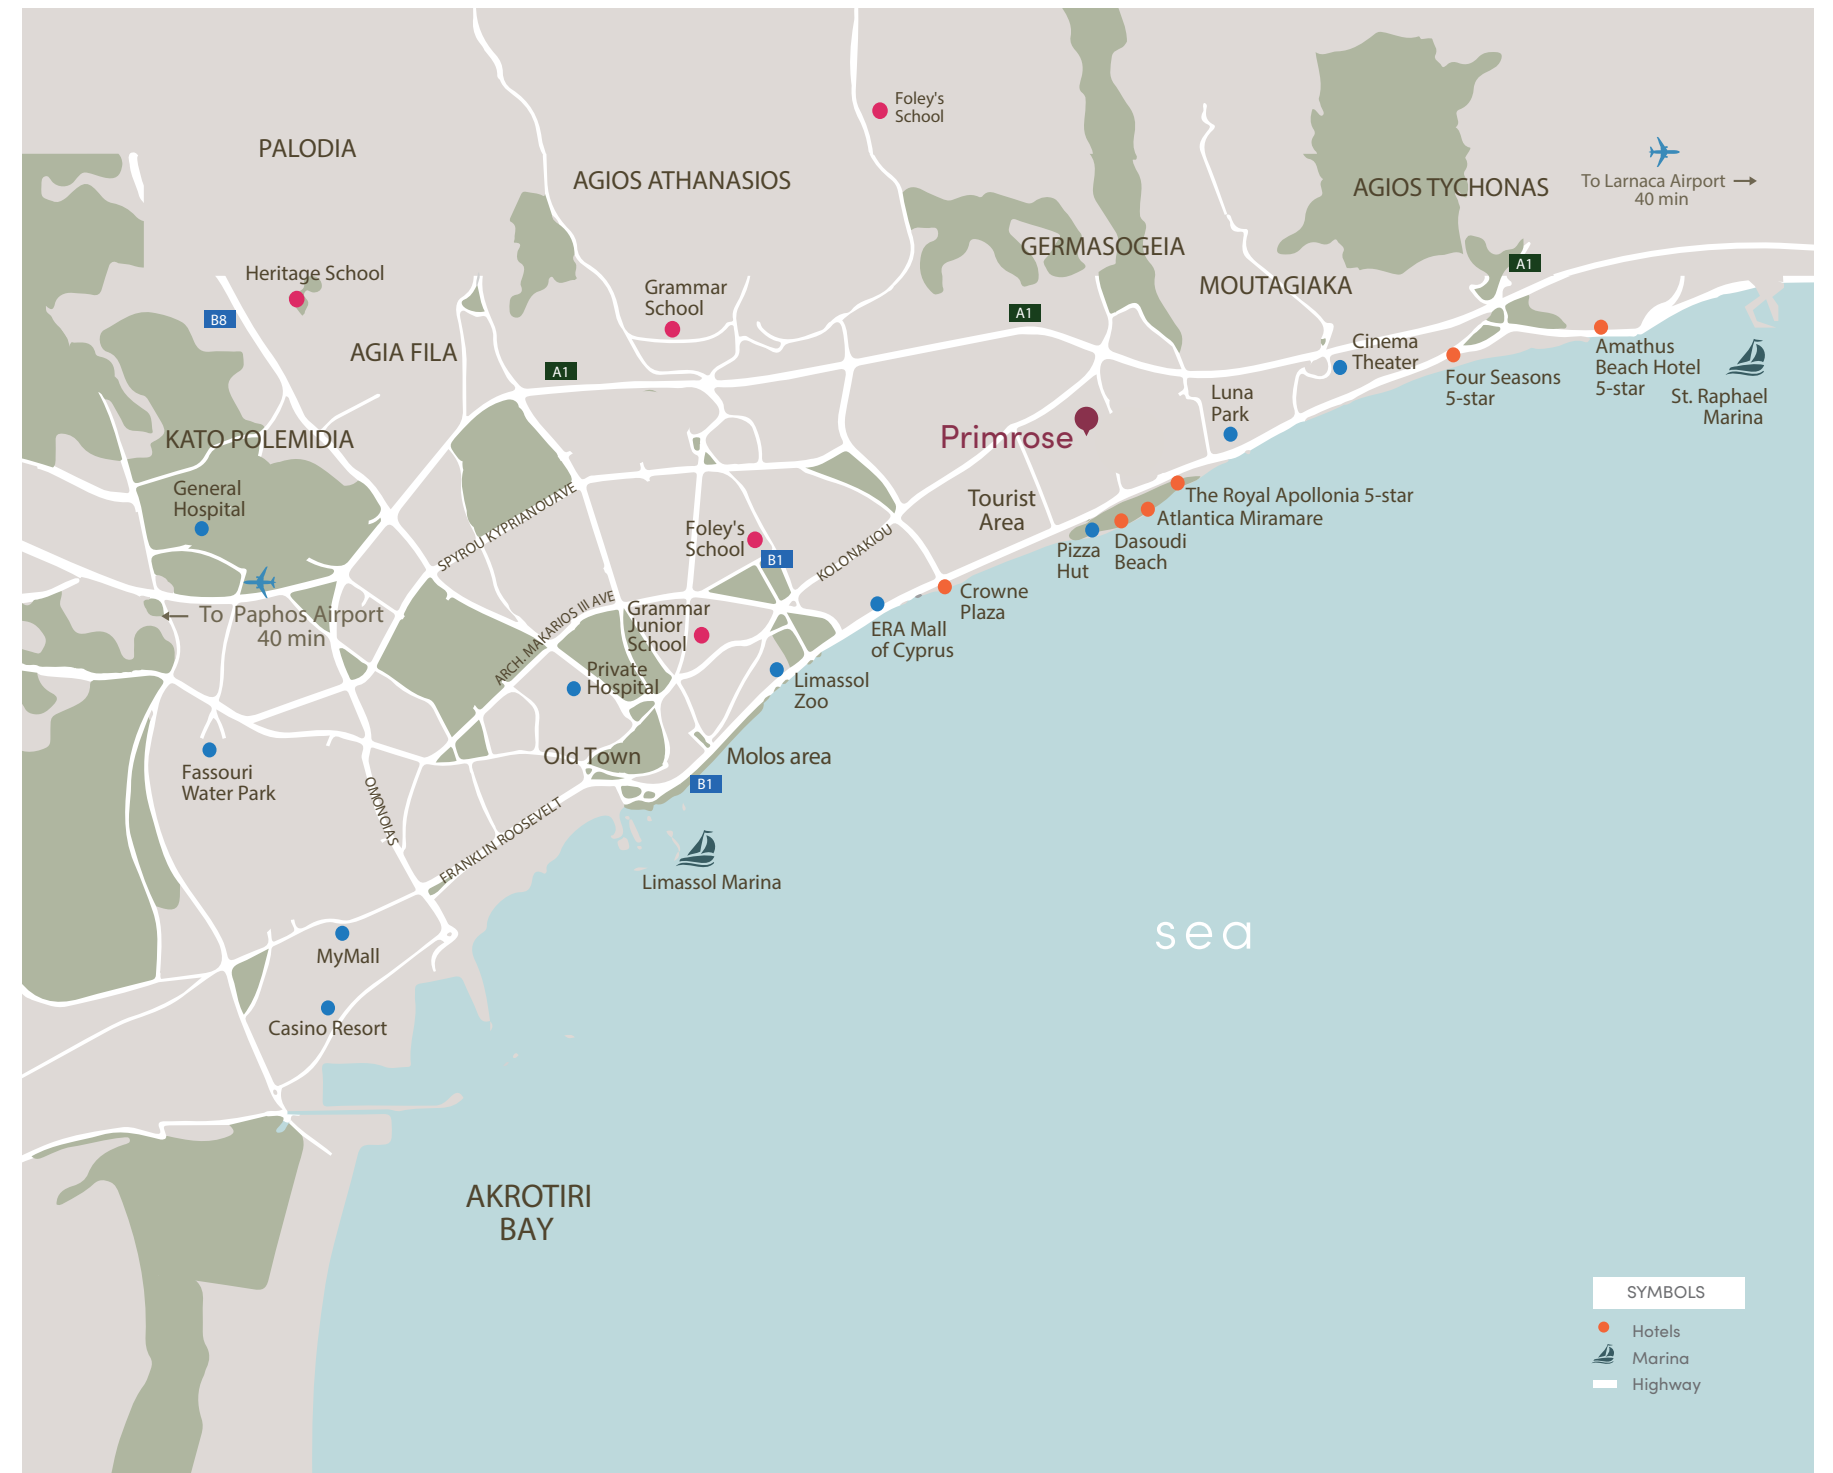 Foley's
School
PALODIA
AGIOS ATHANASIOS
AGIOS TYCHONAS
To Larnaca Airport
40 min
GERMASOGEIA
A1
Heritage School
MOUTAGIAKA
Grammar
School
B8
A1
AGIA FILA
A1
Cinema
Theater
Amathus
Beach Hotel
5-star
Four Seasons
5-star
St. Raphael
Marina
Luna
Park
Primrose
KATO POLEMIDIA
General
Hospital
SPYROU KYPRIANOUAVE
Tourist
Area
The Royal Apollonia 5-star
Atlantica Miramare
Dasoudi
Beach
Pizza
Hut
Foley's
School
B1
KOLONAKIOU
Crowne
Plaza
To Paphos Airport
40 min
ARCH. MAKARIOS III AVE
Grammar
Junior
School
ERA Mall
of Cyprus
Private
Hospital
Limassol
Zoo
Old Town
Molos area
B1
Fassouri
Water Park
OMONOIAS
FRANKLIN ROOSEVELT
Limassol Marina
sea
MyMall
Casino Resort
AKROTIRI
BAY
SYMBOLS
Hotels
Marina
Highway